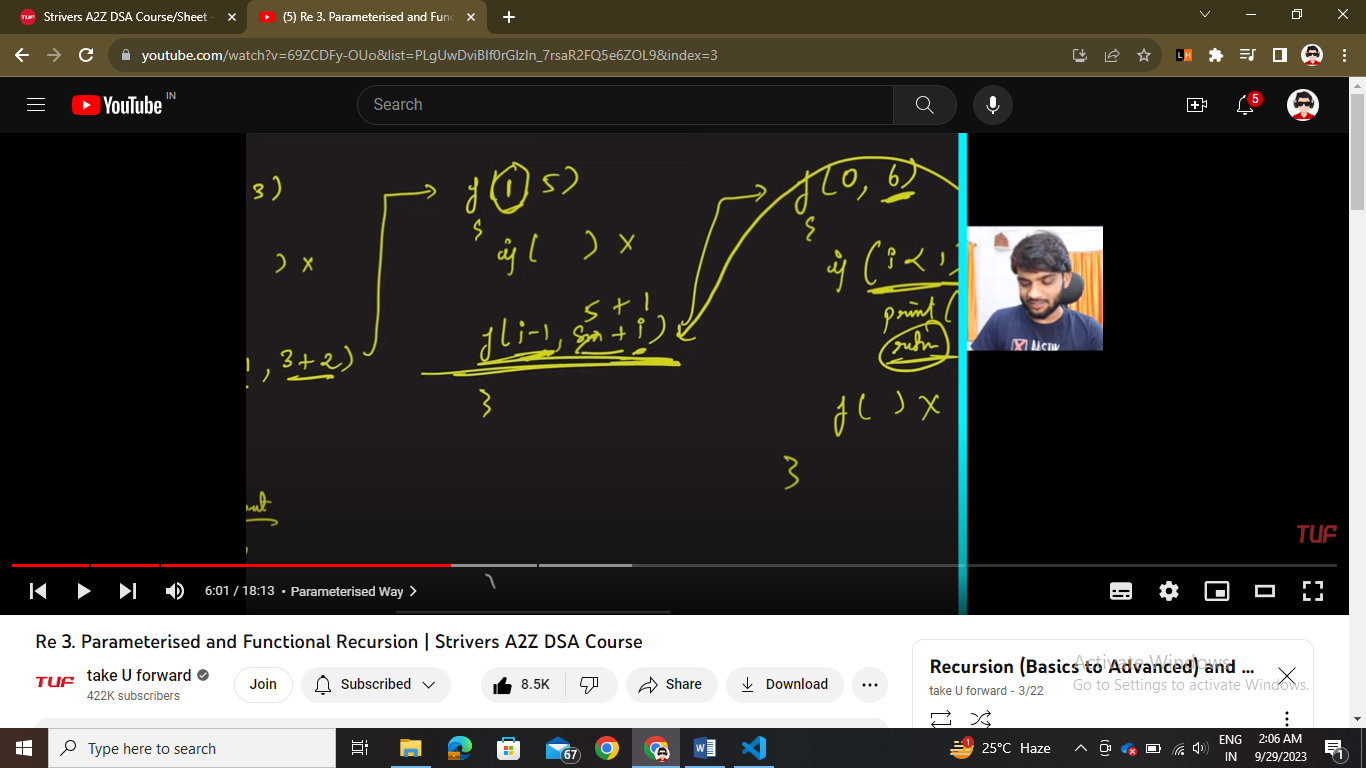 Strivers A2Z DSA Course/Sheet -
(5) Re 3. Parameterised and Func
youtube.com/watch?v=69ZCDFy-OUo&list=PLgUwDviBIf0rGlzIn_7rsaR2FQ5e6ZOL9&index=3
YouTube IN
Search
5
3)
) x
, 3+2)
f(1 5)
{
if ( ) x
5 + 1
f(i-1, sum + i)
}
f(0, 6)
{
if (i < 1
print (
return
f( ) x
}
TUF
6:01 / 18:13 • Parameterised Way
Re 3. Parameterised and Functional Recursion | Strivers A2Z DSA Course
TUF
take U forward
422K subscribers
Join
Subscribed
8.5K
Share
Download
Recursion (Basics to Advanced) and ...
take U forward - 3/22
Activate Windows
Go to Settings to activate Windows.
Type here to search
67
1
25°C Haze
ENG
IN
2:06 AM
9/29/2023
1